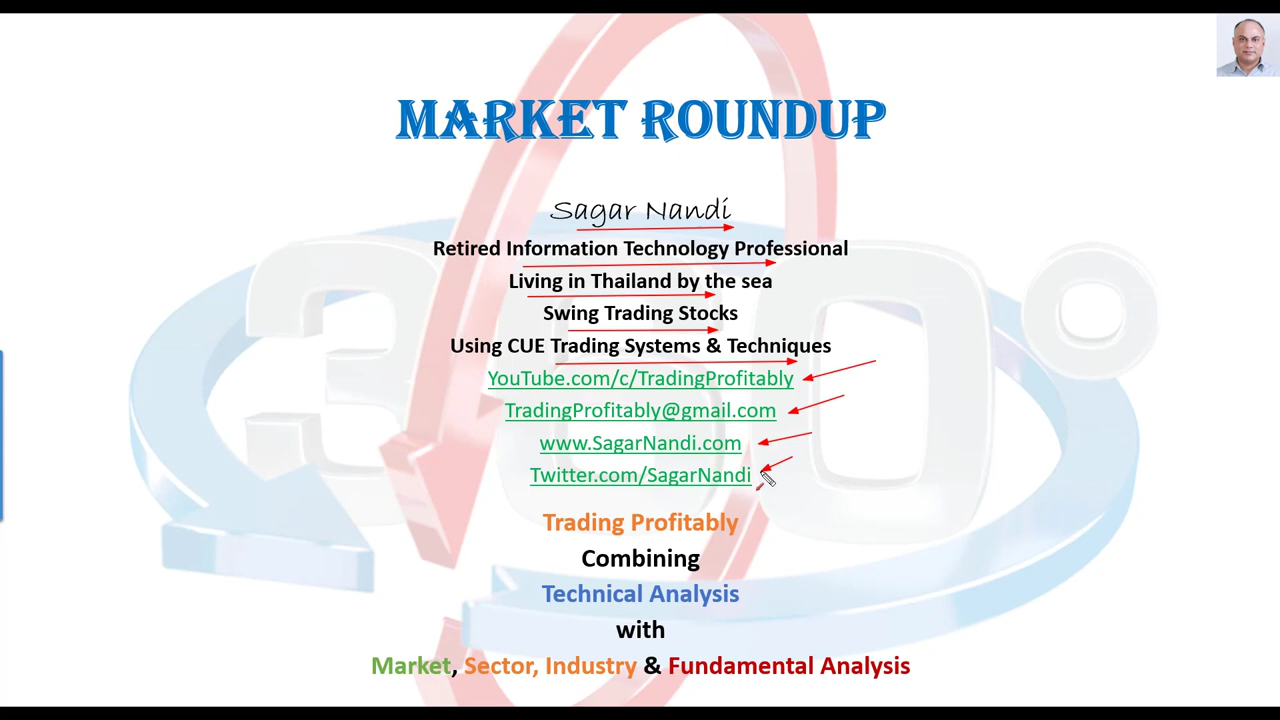 MARKET ROUNDUP
Sagar Nandi
Retired Information Technology Professional
Living in Thailand by the sea
Swing Trading Stocks
Using CUE Trading Systems & Techniques
YouTube.com/c/TradingProfitably
TradingProfitably@gmail.com
www.SagarNandi.com
Twitter.com/SagarNandi
Trading Profitably
Combining
Technical Analysis
with
Market, Sector, Industry & Fundamental Analysis
360°